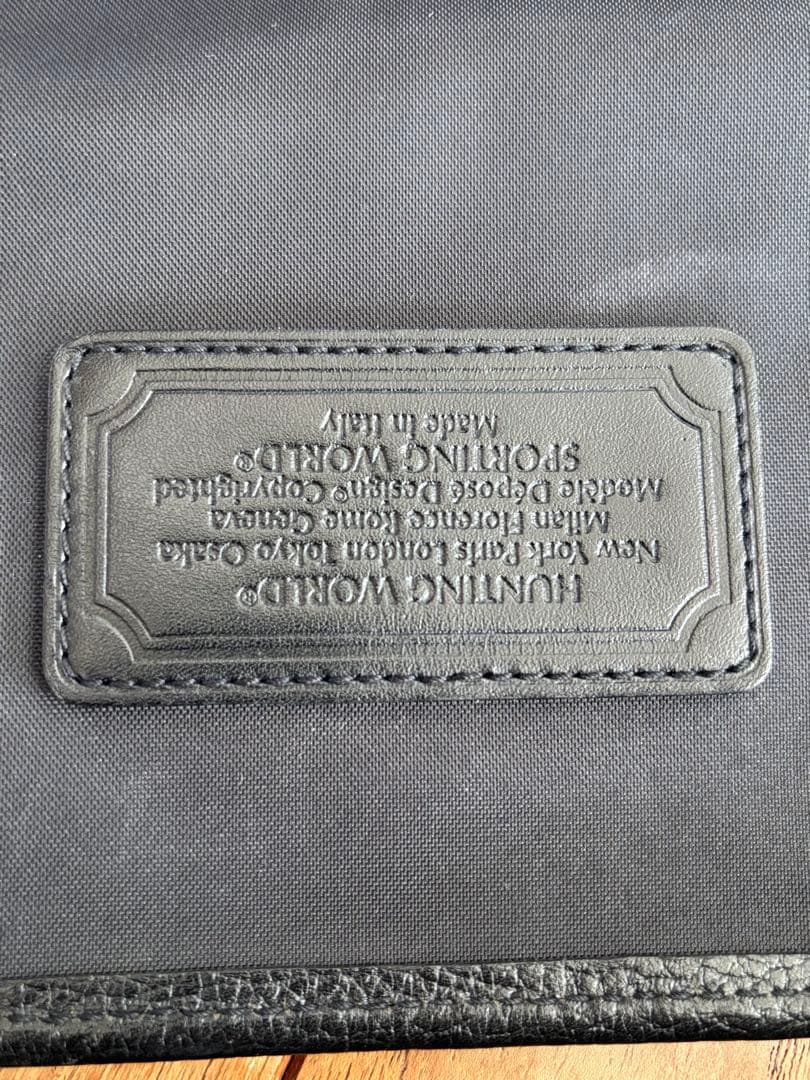 HUNTING WORLD®
New York Paris London Tokyo Osaka
Milan Florence Rome Geneva
Modèle Déposé Design© Copyrighted
SPORTING WORLD®
Made in Italy